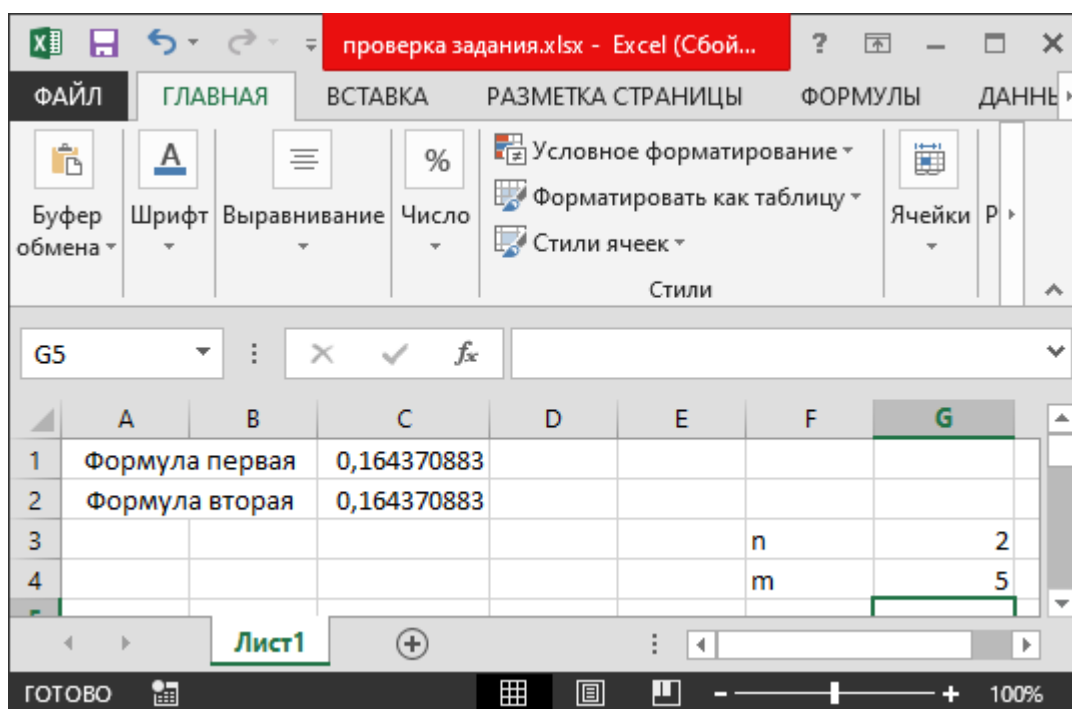 проверка задания.xlsx - Excel (Сбой... ?
ФАЙЛ ГЛАВНАЯ ВСТАВКА РАЗМЕТКА СТРАНИЦЫ ФОРМУЛЫ ДАННЫ
Буфер обмена
Шрифт
Выравнивание
%
Число
Условное форматирование
Форматировать как таблицу
Стили ячеек
Стили
Ячейки
Р
G5 fx
A B C D E F G
1 Формула первая 0,164370883
2 Формула вторая 0,164370883
3 n 2
4 m 5
5
Лист1
ГОТОВО 100%